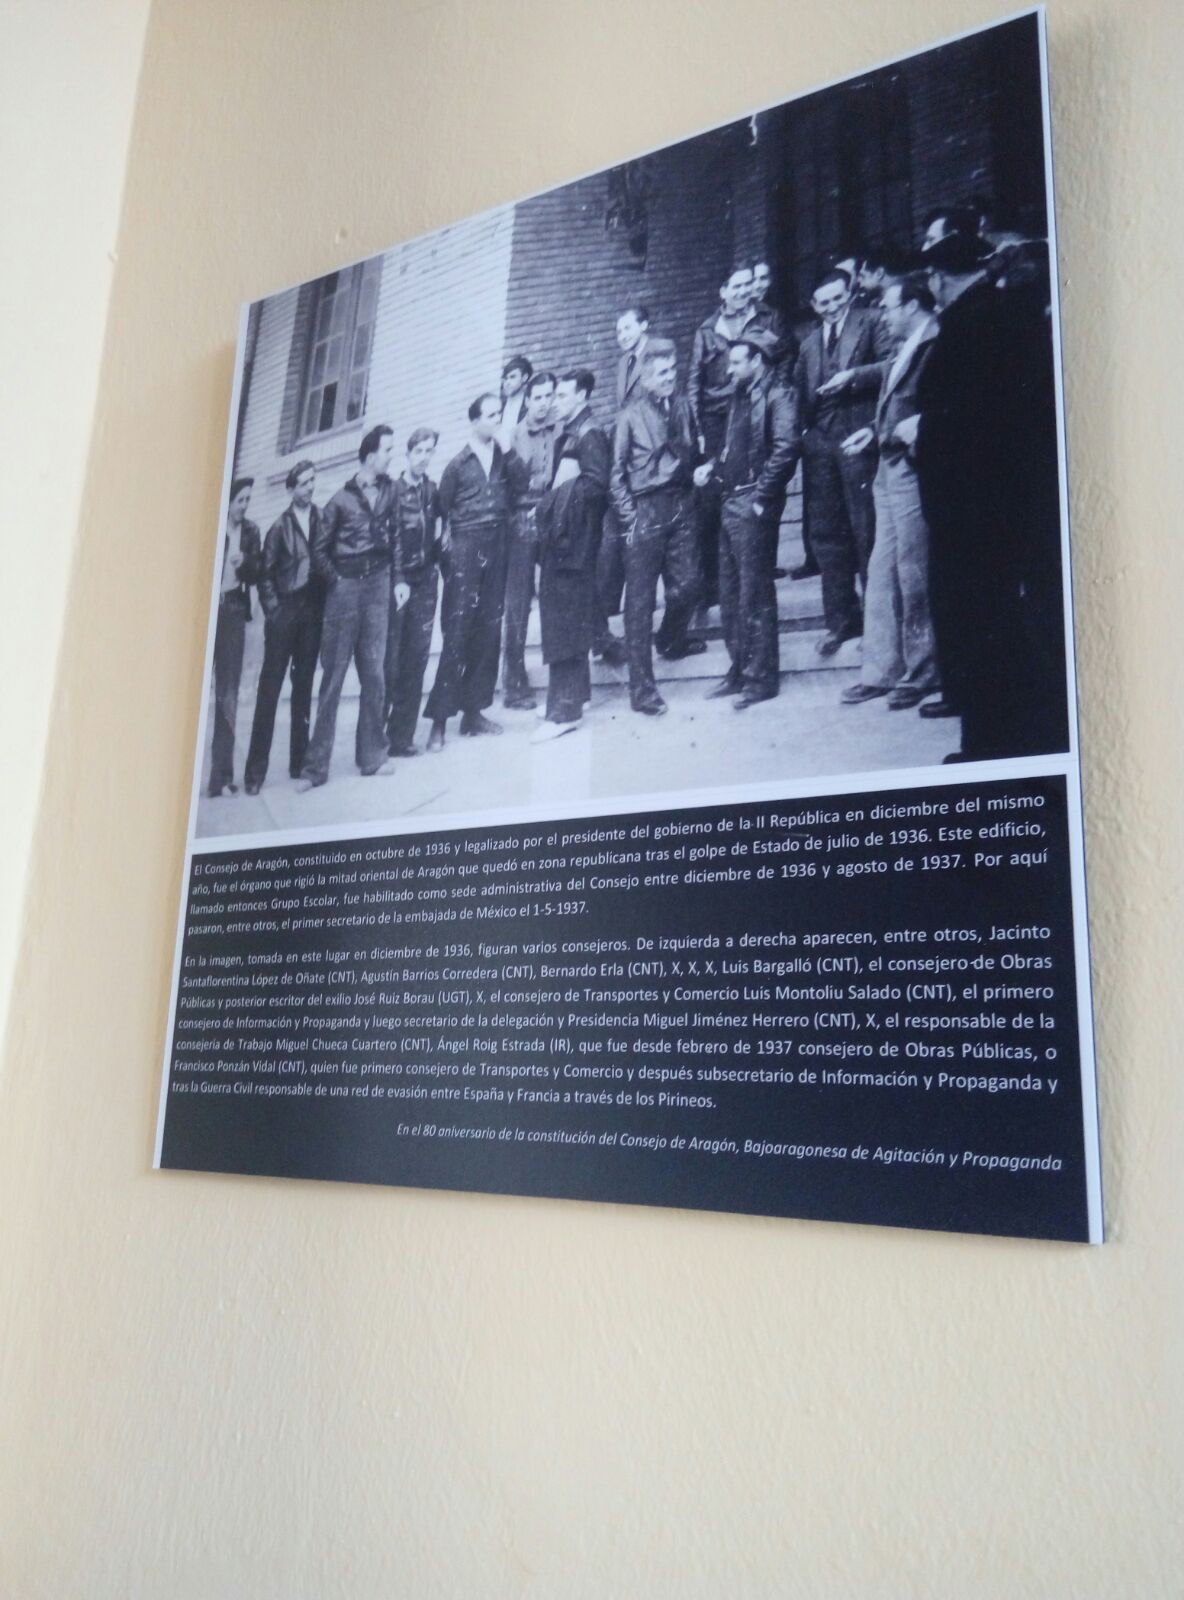 El Consejo de Aragón, constituido en octubre de 1936 y legalizado por el presidente del gobierno de la II República en diciembre del mismo
año, fue el órgano que rigió la mitad oriental de Aragón que quedó en zona republicana tras el golpe de Estado de julio de 1936. Este edificio,
llamado entonces Grupo Escolar, fue habilitado como sede administrativa del Consejo entre diciembre de 1936 y agosto de 1937. Por aquí
pasaron, entre otros, el primer secretario de la embajada de México el 1-5-1937.
En la imagen, tomada en este lugar en diciembre de 1936, figuran varios consejeros. De izquierda a derecha aparecen, entre otros, Jacinto
Santaflorentina López de Oñate (CNT), Agustín Barrios Corredera (CNT), Bernardo Erla (CNT), X, X, X, Luis Bargalló (CNT), el consejero de Obras
Públicas y posterior escritor del exilio José Ruiz Borau (UGT), X, el consejero de Transportes y Comercio Luis Montoliu Salado (CNT), el primero
consejero de Información y Propaganda y luego secretario de la delegación y Presidencia Miguel Jiménez Herrero (CNT), X, el responsable de la
consejería de Trabajo Miguel Chueca Cuartero (CNT), Ángel Roig Estrada (IR), que fue desde febrero de 1937 consejero de Obras Públicas, o
Francisco Ponzán Vidal (CNT), quien fue primero consejero de Transportes y Comercio y después subsecretario de Información y Propaganda y
tras la Guerra Civil responsable de una red de evasión entre España y Francia a través de los Pirineos.
En el 80 aniversario de la constitución del Consejo de Aragón, Bajoaragonesa de Agitación y Propaganda